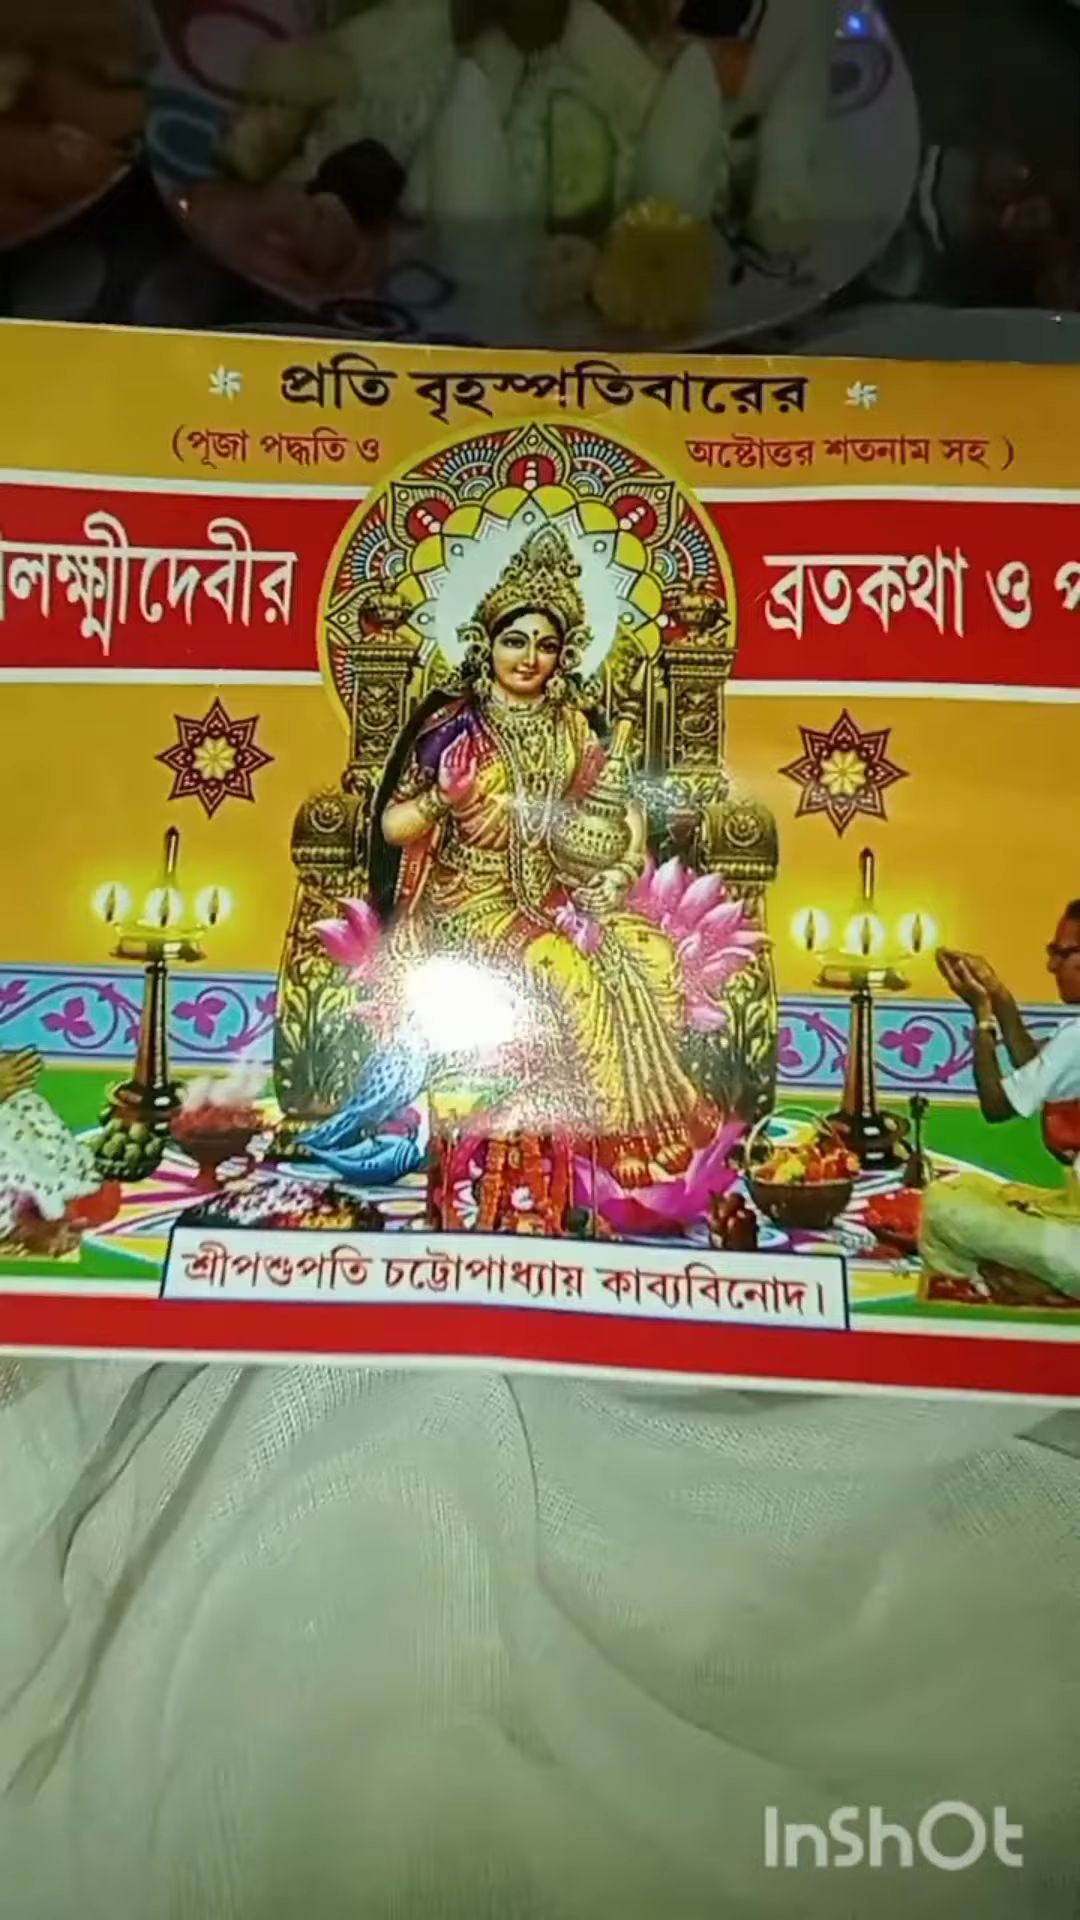 প্রতি বৃহস্পতিবারের
(পূজা পদ্ধতি ও অষ্টোত্তর শতনাম সহ)
লক্ষ্মীদেবীর ব্রতকথা ও
শ্রীপশুপতি চট্টোপাধ্যায় কাব্যবিনোদ।
InShOt